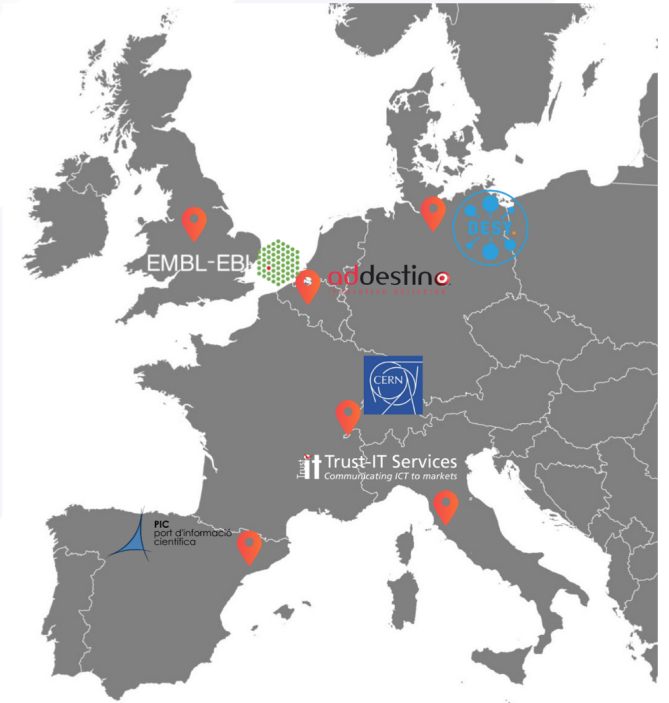 DESY.
EMBL-EBI
addestino
CERN
Trust-IT Services
Communicating ICT to markets
PIC
port d'informació
científica